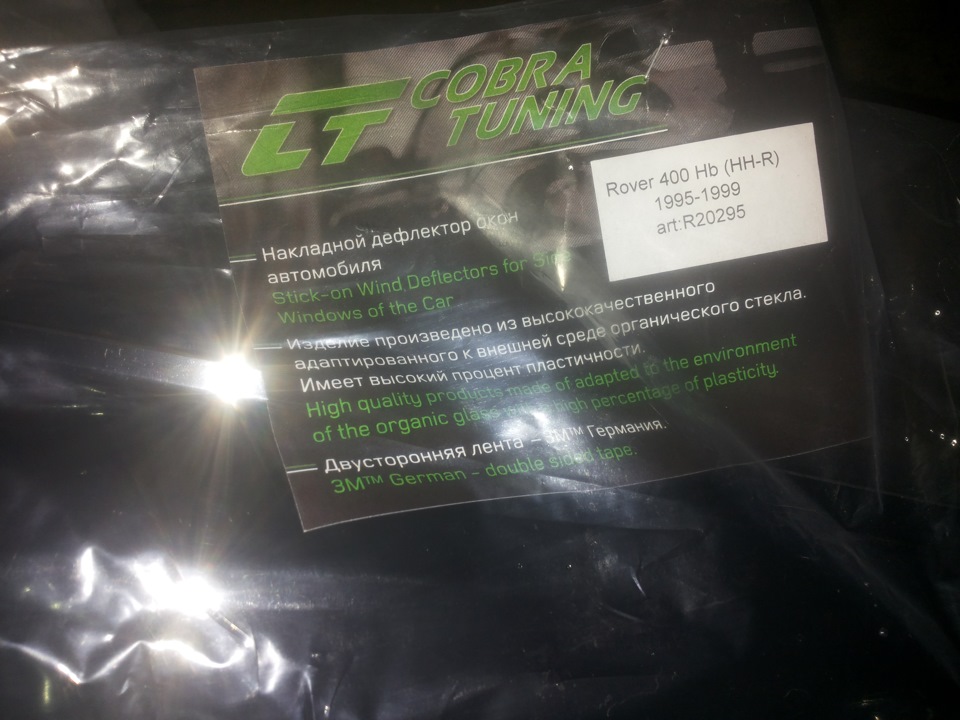 LT COBRA
TUNING
Rover 400 Hb (HH-R)
1995-1999
art:R20295
Накладной дефлектор окон
автомобиля
Stick-on Wind Deflectors for Side
Windows of the Car
Изделие произведено из высококачественного
адаптированного к внешней среде органического стекла.
Имеет высокий процент пластичности.
High quality products made of adapted to the environment
of the organic glass high percentage of plasticity.
Двусторонняя лента – 3M™ Германия.
3M™ German - double sided tape.